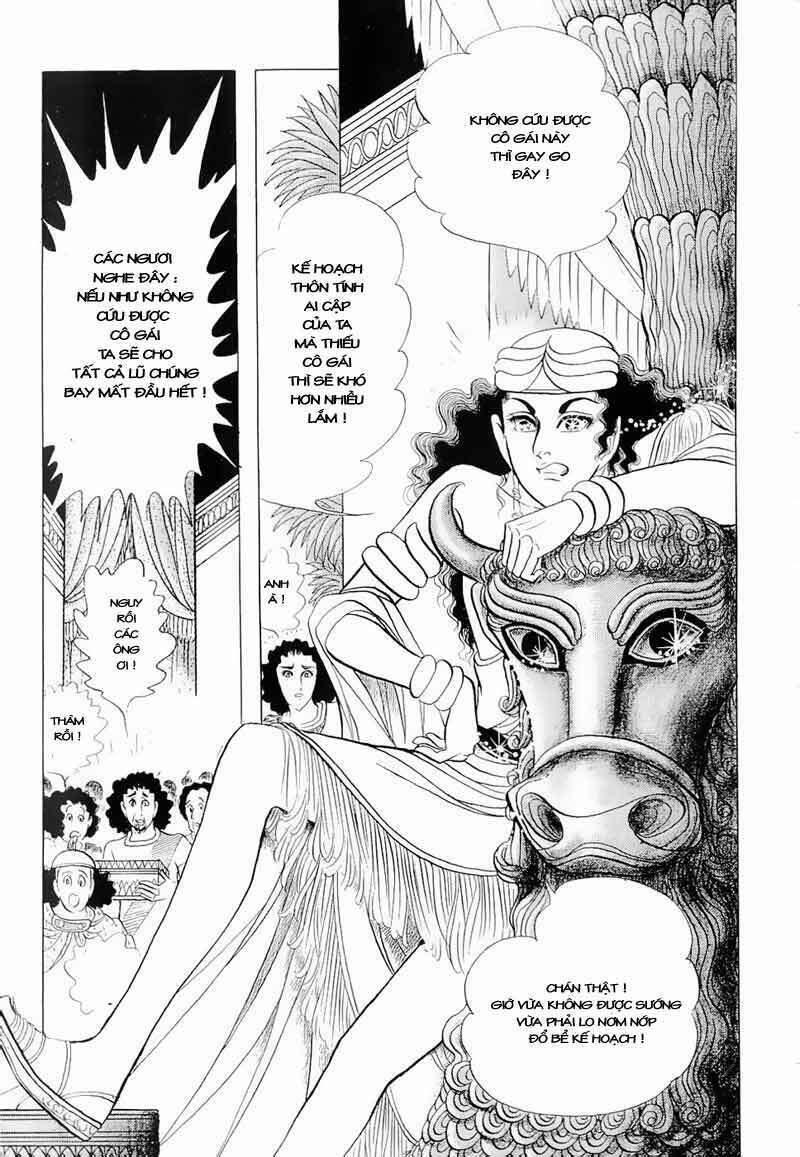 KHÔNG CỨU ĐƯỢC
CÔ GÁI NÀY
THÌ GAY GO
ĐÂY !
KẾ HOẠCH
THÔN TÍNH
AI CẬP
CỦA TA
MÀ THIẾU
CÔ GÁI
THÌ SẼ KHÓ
HƠN NHIỀU
LẮM !
CÁC NGƯƠI
NGHE ĐÂY :
NẾU NHƯ KHÔNG
CỨU ĐƯỢC
CÔ GÁI
TA SẼ CHO
TẤT CẢ LŨ CHÚNG
BAY MẤT ĐẦU HẾT !
ANH
À !
NGUY
RỒI
CÁC
ÔNG
ƠI !
THẢM
RỒI !
CHÁN THẬT !
GIỜ VỪA KHÔNG ĐƯỢC SƯỚNG
VỪA PHẢI LO NƠM NỚP
ĐỔ BỂ KẾ HOẠCH !